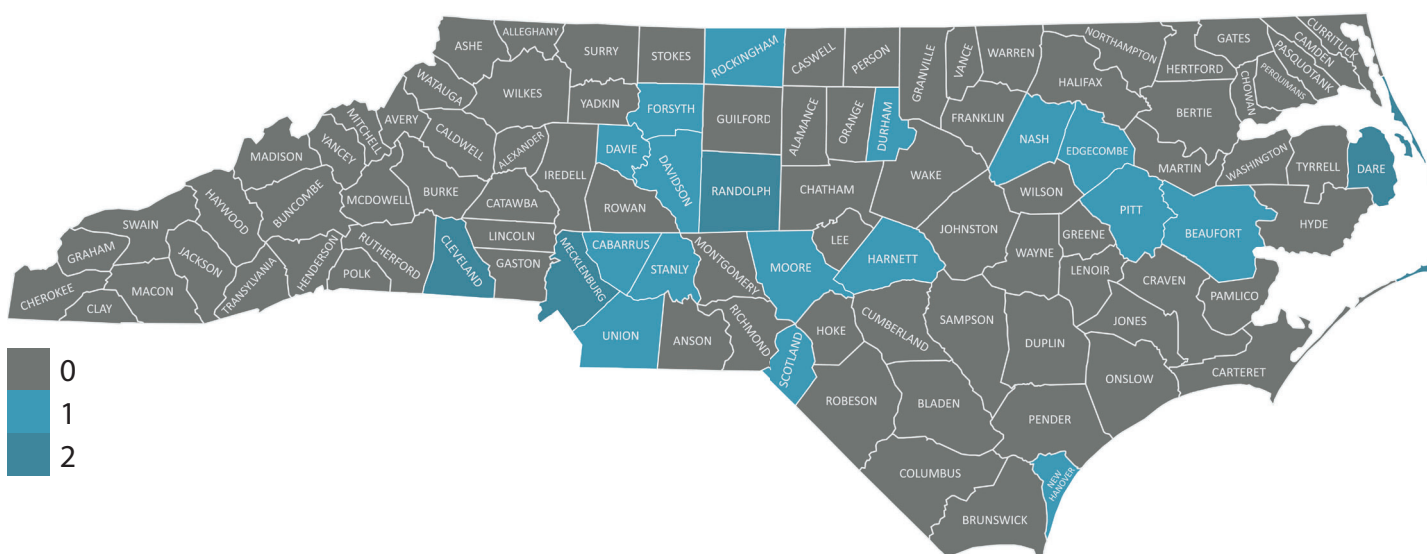 ASHE
ALLEGHANY
SURRY
STOKES
ROCKINGHAM
CASWELL
PERSON
GRANVILLE
VANCE
WARREN
NORTHAMPTON
GATES
CURRITUCK
CAMDEN
PASQUOTANK
PERQUIMANS
CHOWAN
HERTFORD
HALIFAX
BERTIE
WATAUGA
WILKES
YADKIN
FORSYTH
GUILFORD
ALAMANCE
ORANGE
DURHAM
FRANKLIN
NASH
EDGECOMBE
MARTIN
WASHINGTON
TYRRELL
DARE
MITCHELL
AVERY
CALDWELL
ALEXANDER
IREDELL
DAVIE
DAVIDSON
RANDOLPH
CHATHAM
WAKE
WILSON
PITT
BEAUFORT
HYDE
MADISON
YANCEY
BURKE
CATAWBA
ROWAN
MCDOWELL
BUNCOMBE
HAYWOOD
SWAIN
GRAHAM
JACKSON
CHEROKEE
CLAY
MACON
TRANSYLVANIA
HENDERSON
POLK
RUTHERFORD
CLEVELAND
LINCOLN
GASTON
MECKLENBURG
CABARRUS
STANLY
MONTGOMERY
MOORE
LEE
HARNETT
JOHNSTON
WAYNE
GREENE
LENOIR
CRAVEN
PAMLICO
UNION
ANSON
RICHMOND
SCOTLAND
HOKE
CUMBERLAND
SAMPSON
DUPLIN
JONES
ONSLOW
CARTERET
ROBESON
BLADEN
PENDER
COLUMBUS
NEW
HANOVER
BRUNSWICK
0
1
2